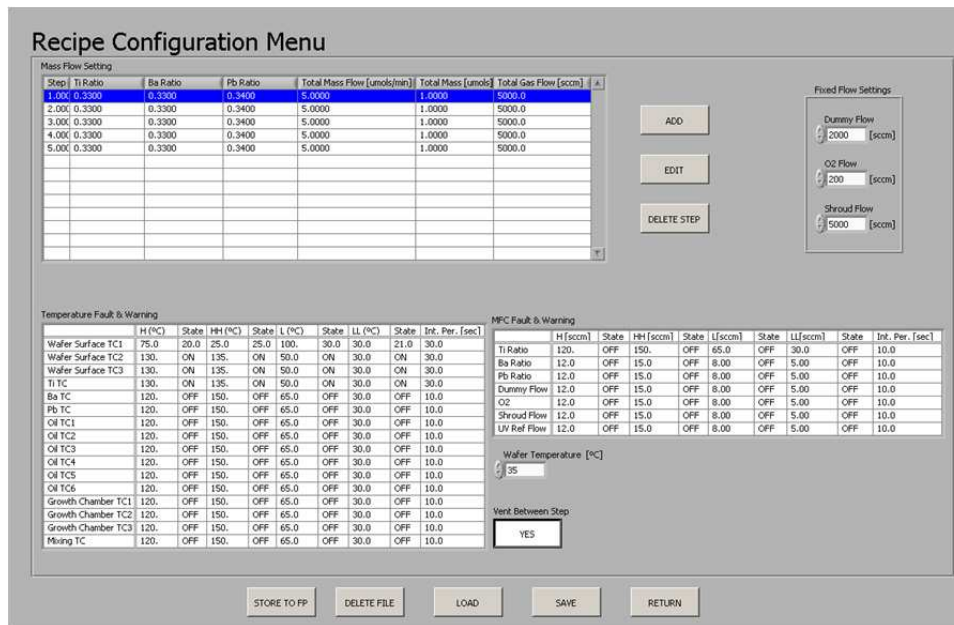 Recipe Configuration Menu
Mass Flow Setting
Step Ti Ratio Ba Ratio Pb Ratio Total Mass Flow [umols/min] Total Mass [umols] Total Gas Flow [sccm]
1.000 0.3300 0.3300 0.3400 5.0000 1.0000 5000.0
2.000 0.3300 0.3300 0.3400 5.0000 1.0000 5000.0
3.000 0.3300 0.3300 0.3400 5.0000 1.0000 5000.0
4.000 0.3300 0.3300 0.3400 5.0000 1.0000 5000.0
5.000 0.3300 0.3300 0.3400 5.0000 1.0000 5000.0
ADD
EDIT
DELETE STEP
Fixed Flow Settings
Dummy Flow
2000 [sccm]
O2 Flow
200 [sccm]
Shroud Flow
5000 [sccm]
Temperature Fault & Warning
H (ºC) State HH (ºC) State L (ºC) State LL (ºC) State Int. Per. [sec]
Wafer Surface TC1 75.0 20.0 25.0 25.0 100. 30.0 30.0 21.0 30.0
Wafer Surface TC2 130. ON 135. ON 50.0 ON 30.0 ON 30.0
Wafer Surface TC3 130. ON 135. ON 50.0 ON 30.0 ON 30.0
Ti TC 130. ON 135. ON 50.0 ON 30.0 ON 30.0
Ba TC 120. OFF 150. OFF 65.0 OFF 30.0 OFF 10.0
Pb TC 120. OFF 150. OFF 65.0 OFF 30.0 OFF 10.0
Oil TC1 120. OFF 150. OFF 65.0 OFF 30.0 OFF 10.0
Oil TC2 120. OFF 150. OFF 65.0 OFF 30.0 OFF 10.0
Oil TC3 120. OFF 150. OFF 65.0 OFF 30.0 OFF 10.0
Oil TC4 120. OFF 150. OFF 65.0 OFF 30.0 OFF 10.0
Oil TC5 120. OFF 150. OFF 65.0 OFF 30.0 OFF 10.0
Oil TC6 120. OFF 150. OFF 65.0 OFF 30.0 OFF 10.0
Growth Chamber TC1 120. OFF 150. OFF 65.0 OFF 30.0 OFF 10.0
Growth Chamber TC2 120. OFF 150. OFF 65.0 OFF 30.0 OFF 10.0
Growth Chamber TC3 120. OFF 150. OFF 65.0 OFF 30.0 OFF 10.0
Mixing TC 120. OFF 150. OFF 65.0 OFF 30.0 OFF 10.0
MFC Fault & Warning
H [sccm] State HH [sccm] State L[sccm] State LL[sccm] State Int. Per. [sec]
Ti Ratio 120. OFF 150. OFF 65.0 OFF 30.0 OFF 10.0
Ba Ratio 12.0 OFF 15.0 OFF 8.00 OFF 5.00 OFF 10.0
Pb Ratio 12.0 OFF 15.0 OFF 8.00 OFF 5.00 OFF 10.0
Dummy Flow 12.0 OFF 15.0 OFF 8.00 OFF 5.00 OFF 10.0
O2 12.0 OFF 15.0 OFF 8.00 OFF 5.00 OFF 10.0
Shroud Flow 12.0 OFF 15.0 OFF 8.00 OFF 5.00 OFF 10.0
UV Ref Flow 12.0 OFF 15.0 OFF 8.00 OFF 5.00 OFF 10.0
Wafer Temperature [ºC]
35
Vent Between Step
YES
STORE TO FP DELETE FILE LOAD SAVE RETURN